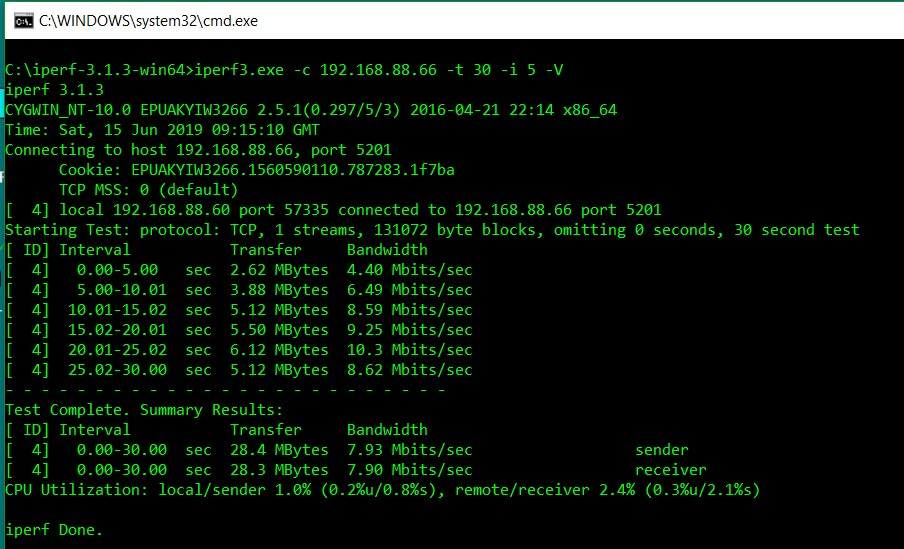 C:\WINDOWS\system32\cmd.exe
C:\iperf-3.1.3-win64>iperf3.exe -c 192.168.88.66 -t 30 -i 5 -V
iperf 3.1.3
CYGWIN_NT-10.0 EPUAKYIW3266 2.5.1(0.297/5/3) 2016-04-21 22:14 x86_64
Time: Sat, 15 Jun 2019 09:15:10 GMT
Connecting to host 192.168.88.66, port 5201
      Cookie: EPUAKYIW3266.1560590110.787283.1f7ba
      TCP MSS: 0 (default)
[  4] local 192.168.88.60 port 57335 connected to 192.168.88.66 port 5201
Starting Test: protocol: TCP, 1 streams, 131072 byte blocks, omitting 0 seconds, 30 second test
[ ID] Interval           Transfer     Bandwidth
[  4]   0.00-5.00   sec  2.62 MBytes  4.40 Mbits/sec
[  4]   5.00-10.01  sec  3.88 MBytes  6.49 Mbits/sec
[  4]  10.01-15.02  sec  5.12 MBytes  8.59 Mbits/sec
[  4]  15.02-20.01  sec  5.50 MBytes  9.25 Mbits/sec
[  4]  20.01-25.02  sec  6.12 MBytes  10.3 Mbits/sec
[  4]  25.02-30.00  sec  5.12 MBytes  8.62 Mbits/sec
- - - - - - - - - - - - - - - - - - - - - - - - -
Test Complete. Summary Results:
[ ID] Interval           Transfer     Bandwidth
[  4]   0.00-30.00  sec  28.4 MBytes  7.93 Mbits/sec                  sender
[  4]   0.00-30.00  sec  28.3 MBytes  7.90 Mbits/sec                  receiver
CPU Utilization: local/sender 1.0% (0.2%u/0.8%s), remote/receiver 2.4% (0.3%u/2.1%s)
iperf Done.